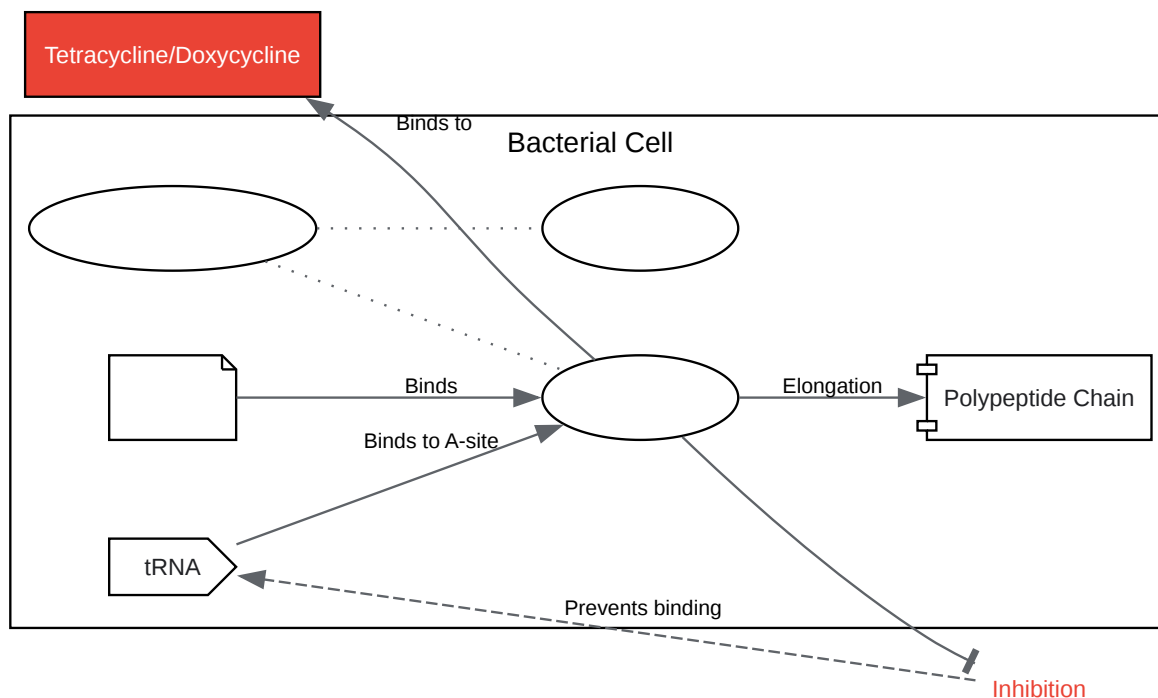 Tetracycline/Doxycycline
Binds to
Bacterial Cell
Binds
Elongation
Polypeptide Chain
Binds to A-site
tRNA
Prevents binding
Inhibition